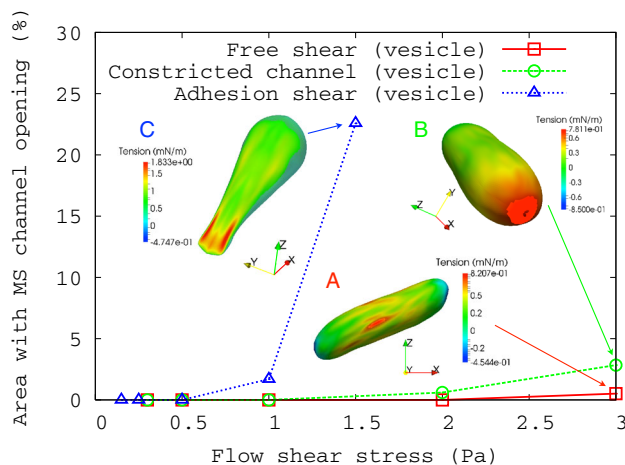 Area with MS channel opening (%)
30
25
20
15
10
5
0
Free shear (vesicle)
Constricted channel (vesicle)
Adhesion shear (vesicle)
C
Tension (mN/m)
1.833e+00
1.5
1
0.5
0
-4.747e-01
Z
Y
X
B
Tension (mN/m)
7.811e-01
0.6
0.3
0
-0.3
-0.6
-8.500e-01
Y
Z
X
A
Tension (mN/m)
8.207e-01
0.5
0.2
0
-0.2
-4.544e-01
Z
Y
X
0
0.5
1
1.5
2
2.5
3
Flow shear stress (Pa)